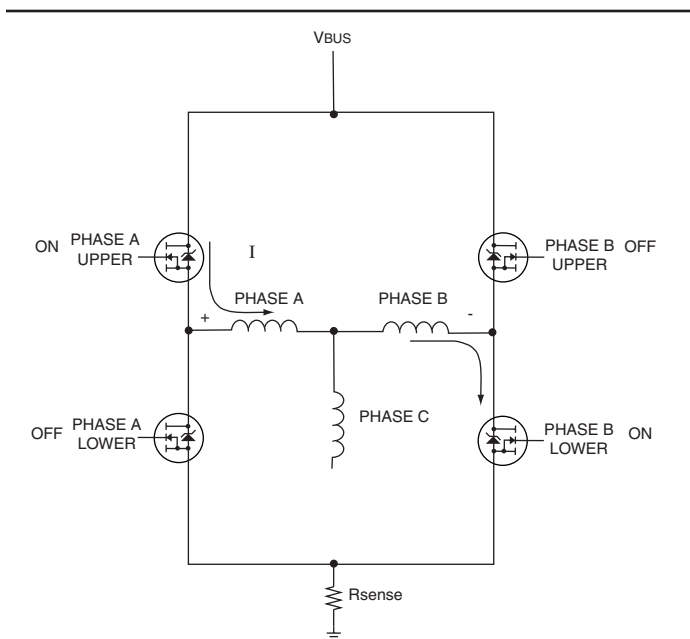 VBUS
ON
PHASE A
UPPER
I
PHASE B
UPPER
OFF
PHASE A
PHASE B
+
-
OFF
PHASE A
LOWER
PHASE C
PHASE B
LOWER
ON
Rsense